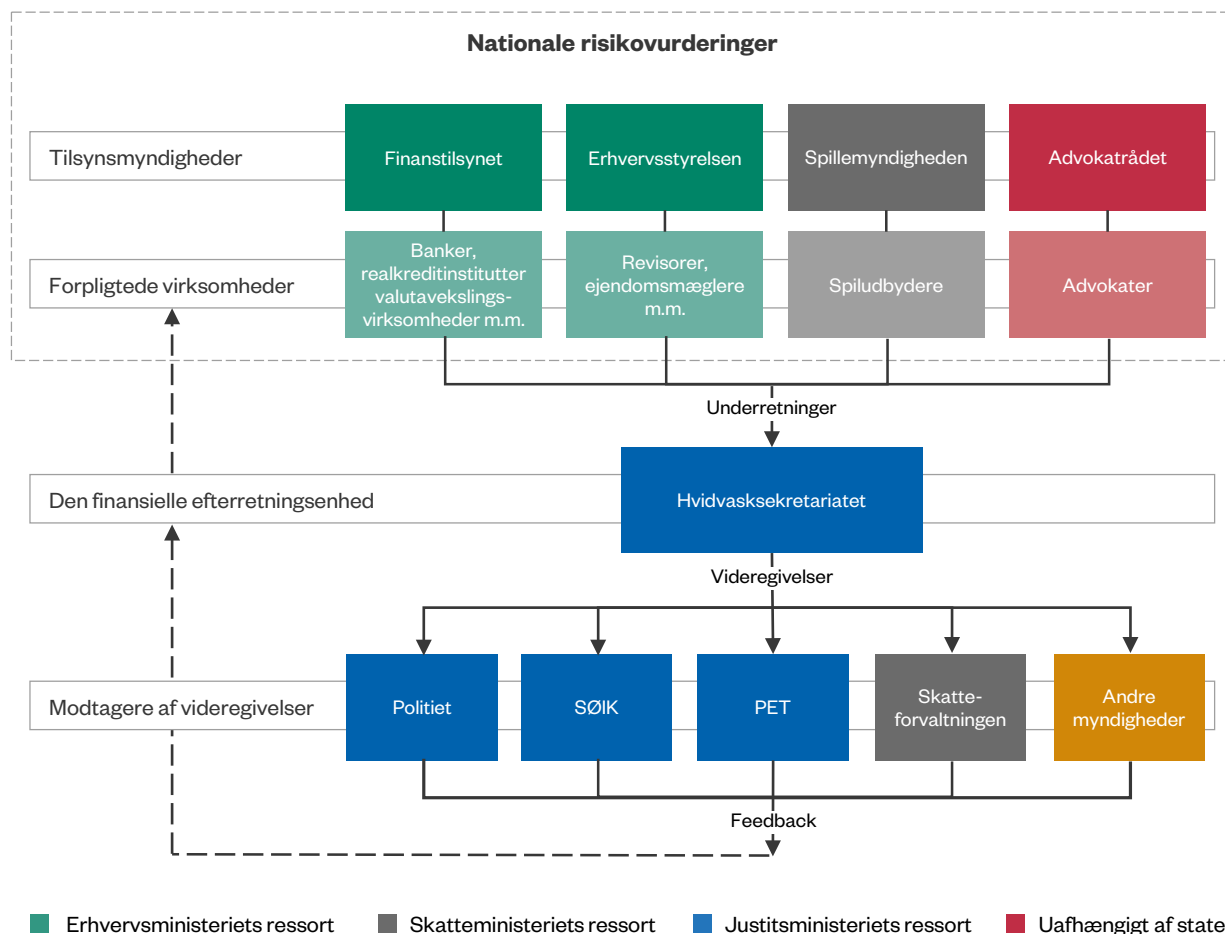 Nationale risikovurderinger
Tilsynsmyndigheder
Finanstilsynet
Erhvervsstyrelsen
Spillemyndigheden
Advokatrådet
Forpligtede virksomheder
Banker,
realkreditinstitutter
valutavekslings-
virksomheder m.m.
Revisorer,
ejendomsmæglere
m.m.
Spiludbydere
Advokater
Underretninger
Den finansielle efterretningsenhed
Hvidvasksekretariatet
Videregivelser
Modtagere af videregivelser
Politiet
SØIK
PET
Skatte-
forvaltningen
Andre
myndigheder
Feedback
Erhvervsministeriets ressort
Skatteministeriets ressort
Justitsministeriets ressort
Uafhængigt af state